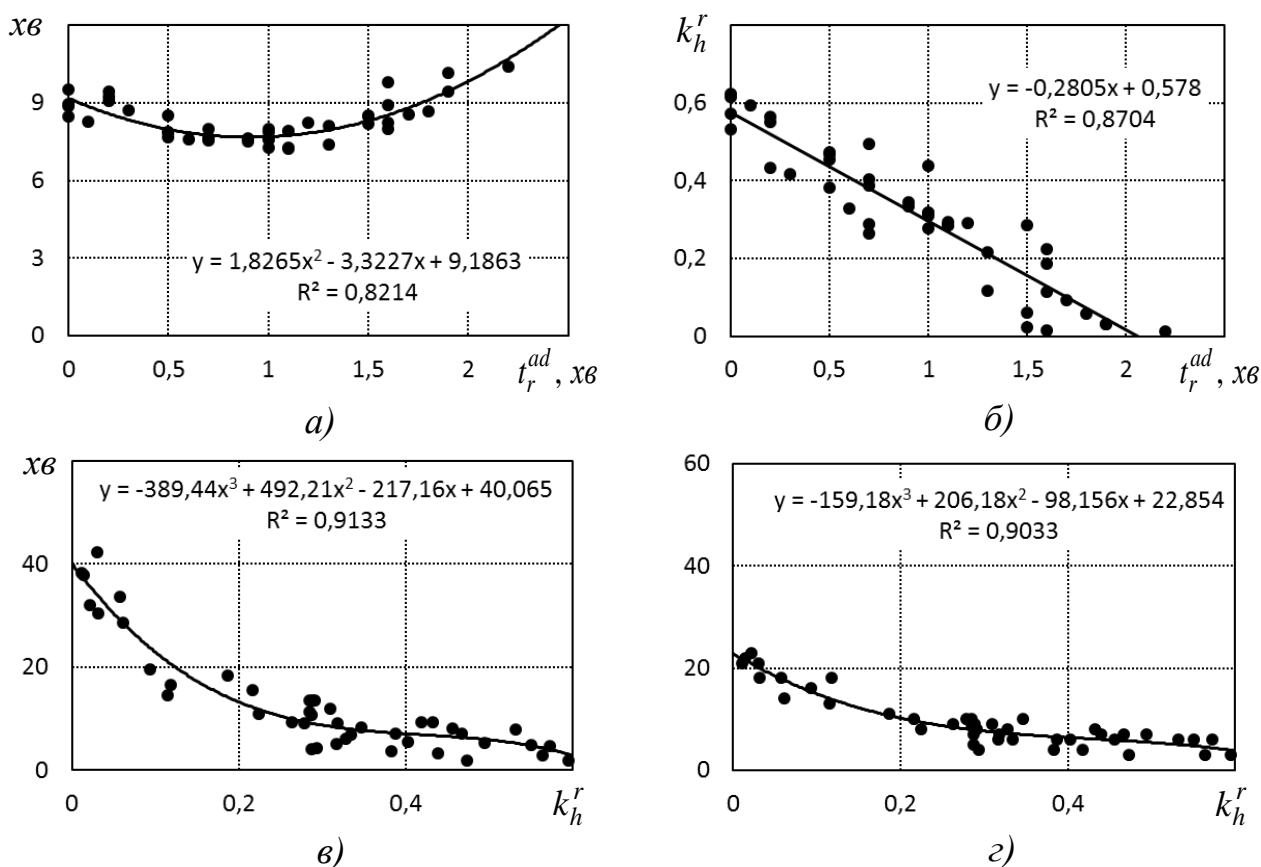 хв
9
6
3
0
y = 1,8265x² - 3,3227x + 9,1863
R² = 0,8214
0 0,5 1 1,5 2 t_r^{ad}, хв
а)
k_h^r
0,6
0,4
0,2
0
y = -0,2805x + 0,578
R² = 0,8704
0 0,5 1 1,5 2 t_r^{ad}, хв
б)
хв
40
20
0
y = -389,44x³ + 492,21x² - 217,16x + 40,065
R² = 0,9133
0 0,2 0,4 k_h^r
в)
60
40
20
0
y = -159,18x³ + 206,18x² - 98,156x + 22,854
R² = 0,9033
0 0,2 0,4 k_h^r
г)